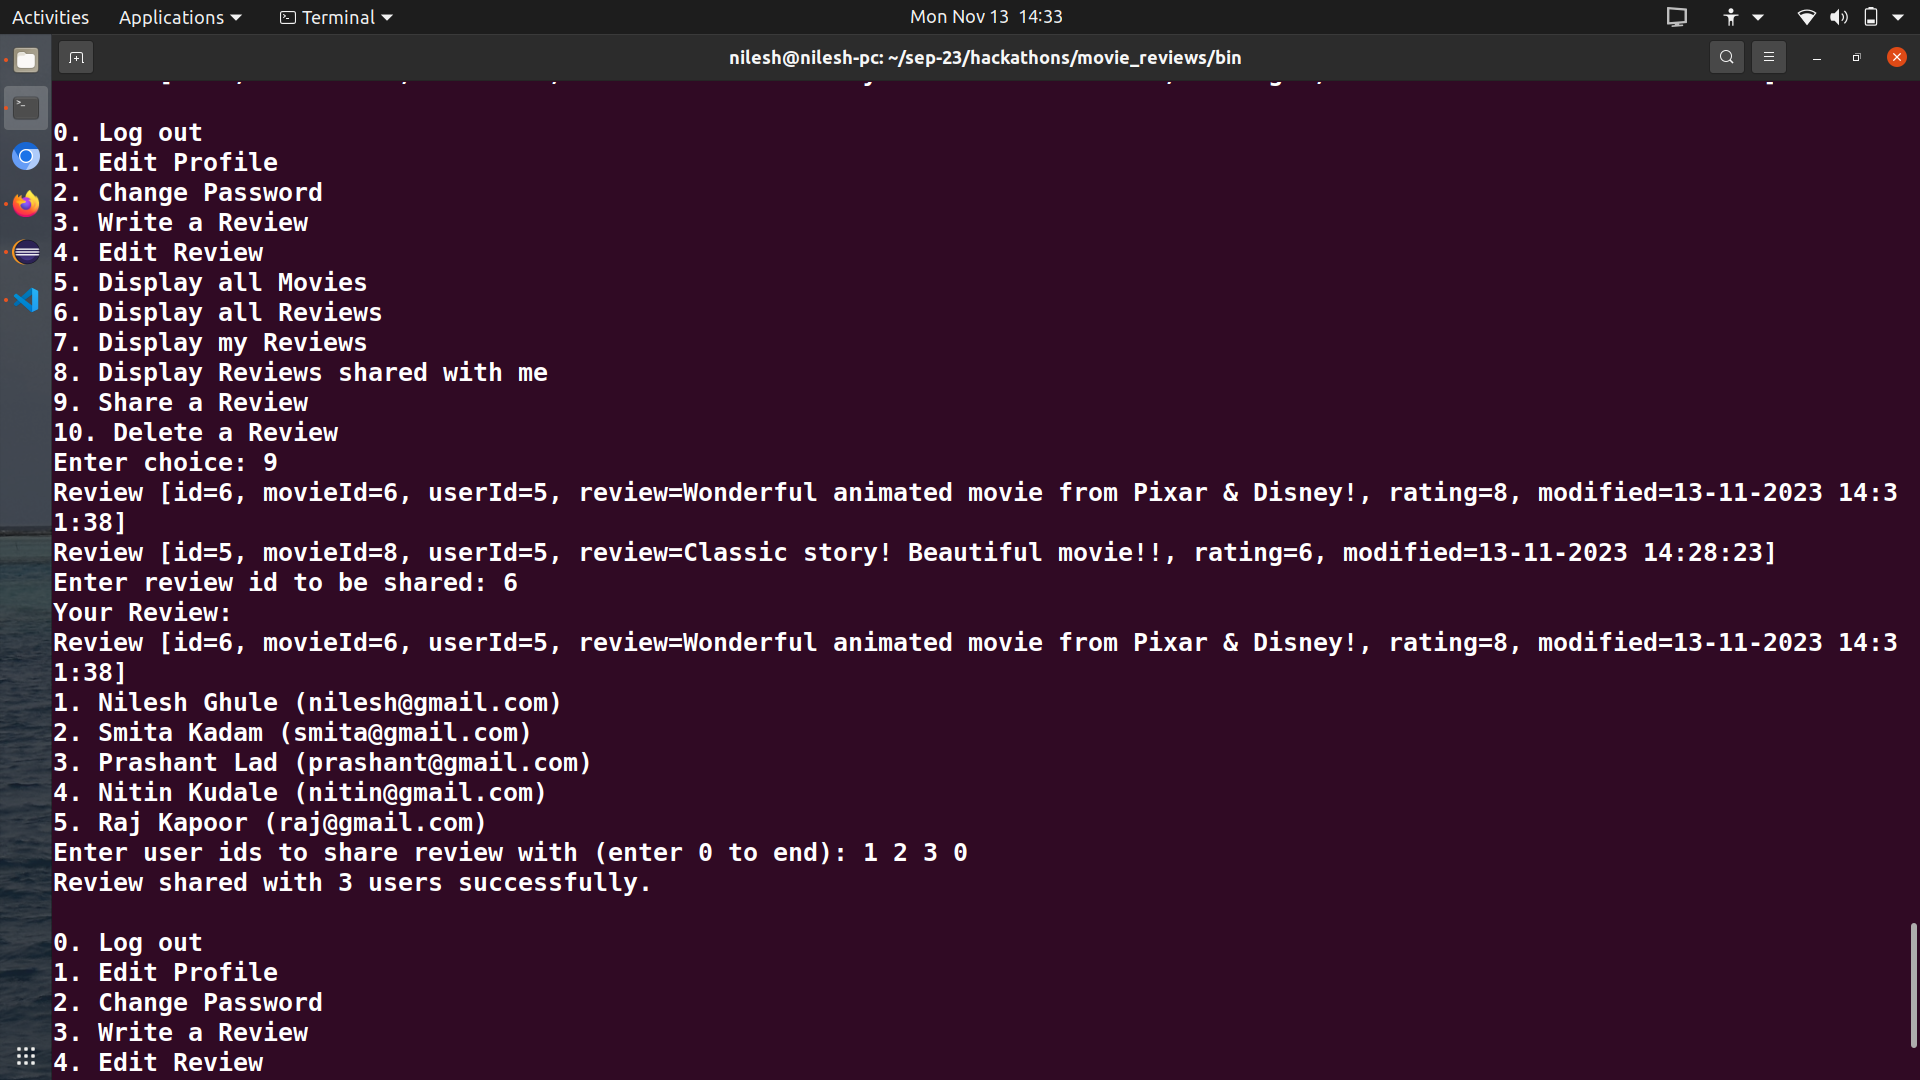 Activities Applications Terminal Mon Nov 13 14:33
nilesh@nilesh-pc: ~/sep-23/hackathons/movie_reviews/bin
0. Log out
1. Edit Profile
2. Change Password
3. Write a Review
4. Edit Review
5. Display all Movies
6. Display all Reviews
7. Display my Reviews
8. Display Reviews shared with me
9. Share a Review
10. Delete a Review
Enter choice: 9
Review [id=6, movieId=6, userId=5, review=Wonderful animated movie from Pixar & Disney!, rating=8, modified=13-11-2023 14:3
1:38]
Review [id=5, movieId=8, userId=5, review=Classic story! Beautiful movie!!, rating=6, modified=13-11-2023 14:28:23]
Enter review id to be shared: 6
Your Review:
Review [id=6, movieId=6, userId=5, review=Wonderful animated movie from Pixar & Disney!, rating=8, modified=13-11-2023 14:3
1:38]
1. Nilesh Ghule (nilesh@gmail.com)
2. Smita Kadam (smita@gmail.com)
3. Prashant Lad (prashant@gmail.com)
4. Nitin Kudale (nitin@gmail.com)
5. Raj Kapoor (raj@gmail.com)
Enter user ids to share review with (enter 0 to end): 1 2 3 0
Review shared with 3 users successfully.
0. Log out
1. Edit Profile
2. Change Password
3. Write a Review
4. Edit Review